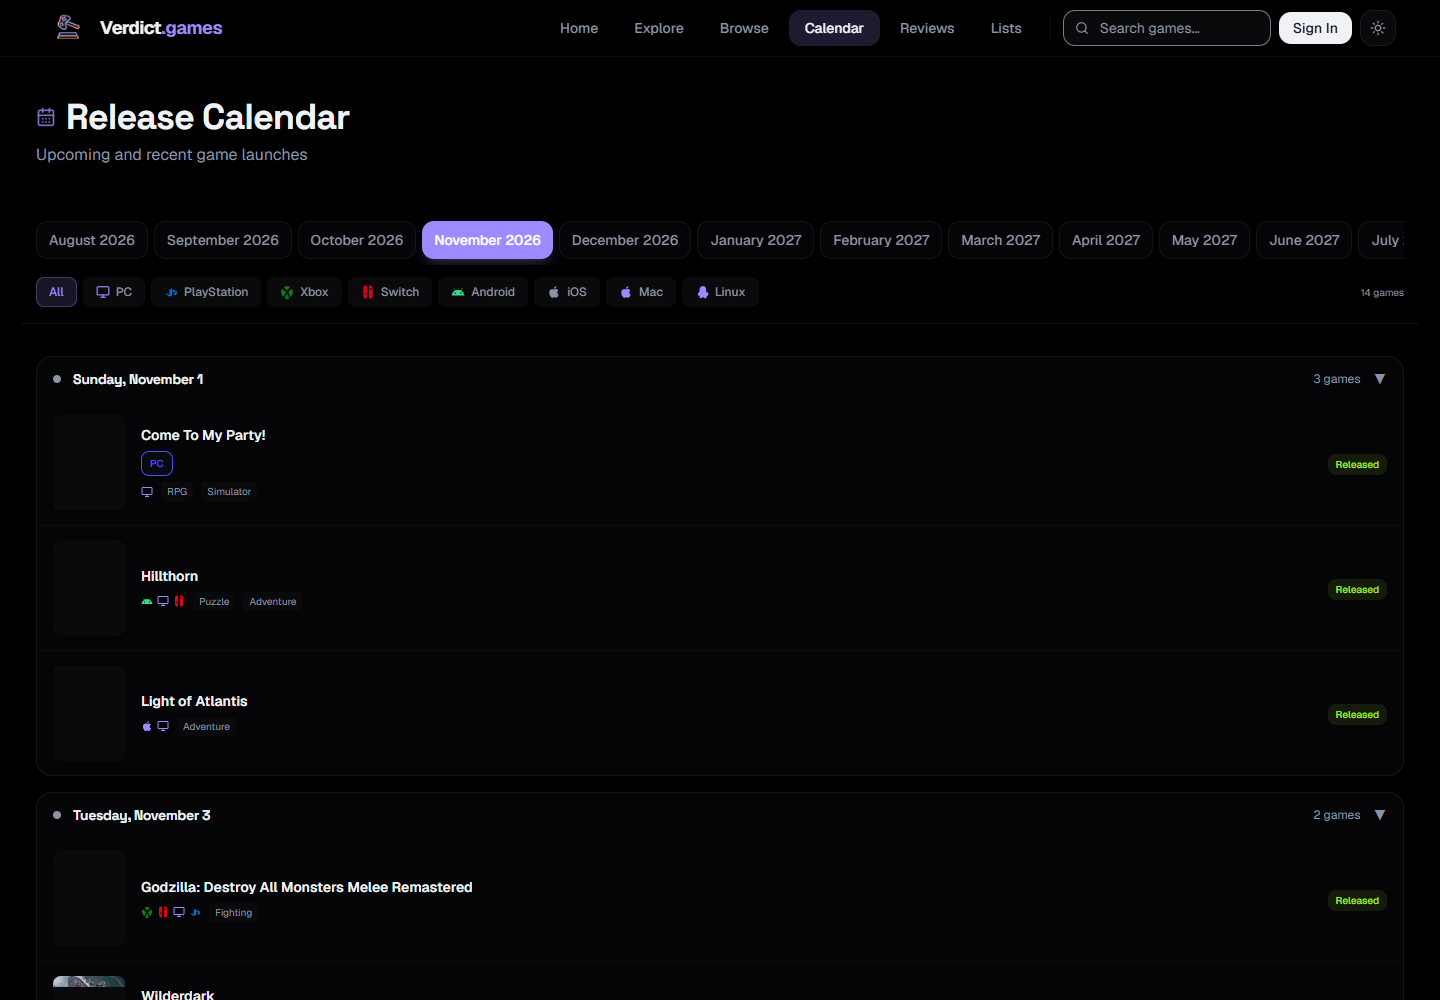 Verdict.games
Home Explore Browse Calendar Reviews Lists Search games... Sign In
Release Calendar
Upcoming and recent game launches
August 2026 September 2026 October 2026 November 2026 December 2026 January 2027 February 2027 March 2027 April 2027 May 2027 June 2027 July
All PC PlayStation Xbox Switch Android iOS Mac Linux 14 games
Sunday, November 1 3 games
Come To My Party!
PC
RPG Simulator
Released
Hillthorn
Puzzle Adventure
Released
Light of Atlantis
Adventure
Released
Tuesday, November 3 2 games
Godzilla: Destroy All Monsters Melee Remastered
Fighting
Released
Wilderdark